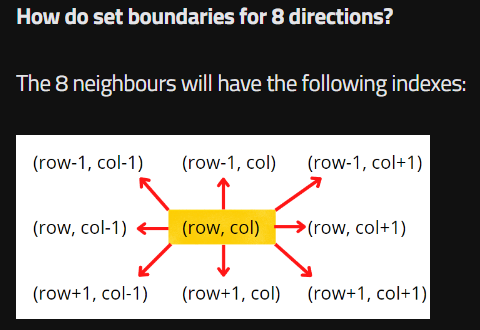 How do set boundaries for 8 directions?
The 8 neighbours will have the following indexes:
(row-1, col-1) (row-1, col) (row-1, col+1)
(row, col-1) (row, col) (row, col+1)
(row+1, col-1) (row+1, col) (row+1, col+1)